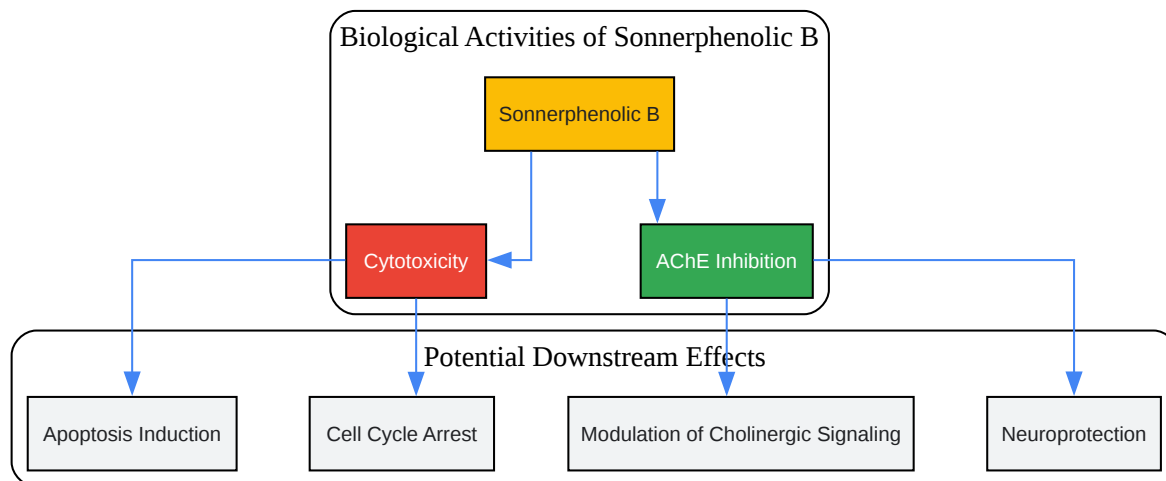 Biological Activities of Sonnerphenolic B
Sonnerphenolic B
Cytotoxicity
AChE Inhibition
Potential Downstream Effects
Apoptosis Induction
Cell Cycle Arrest
Modulation of Cholinergic Signaling
Neuroprotection